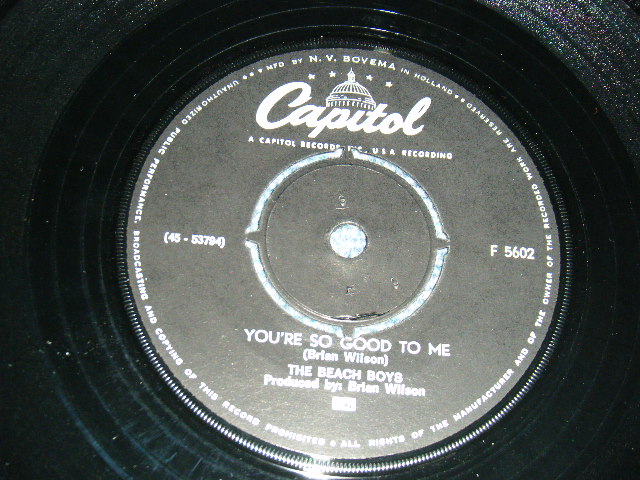 MFD BY N. V. BOVEMA IN HOLLAND
Capitol
A CAPITOL RECORDS, INC. U.S.A. RECORDING
(45 - 53794)
F 5602
YOU'RE SO GOOD TO ME
(Brian Wilson)
THE BEACH BOYS
Produced by: Brian Wilson
ALL RIGHTS OF THE MANUFACTURER AND OF THE OWNER OF THE RECORDED WORK ARE RESERVED
UNAUTHORIZED PUBLIC PERFORMANCE, BROADCASTING AND COPYING OF THIS RECORD PROHIBITED